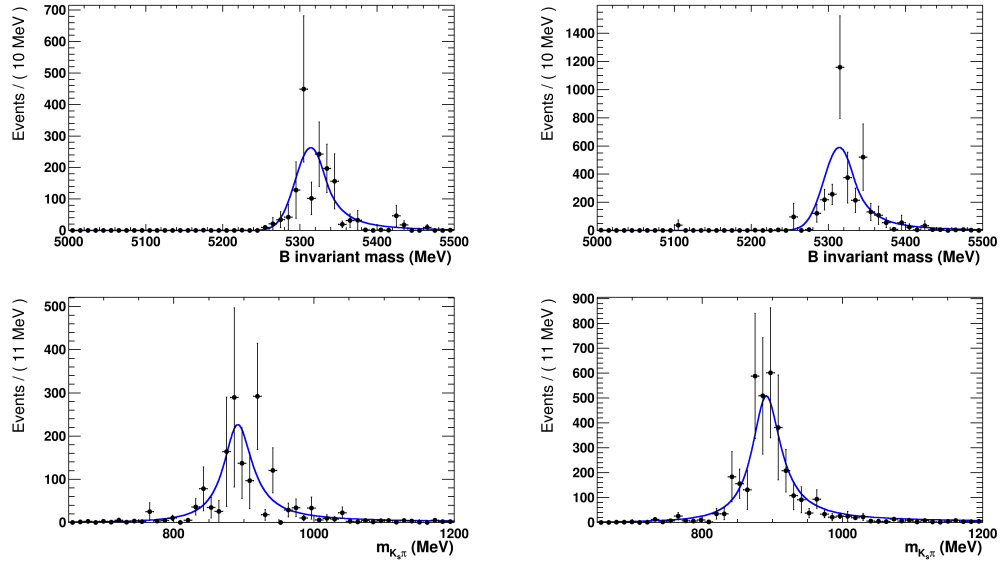 Events / ( 10 MeV )
700
600
500
400
300
200
100
0
5000 5100 5200 5300 5400 5500
B invariant mass (MeV)
Events / ( 10 MeV )
1400
1200
1000
800
600
400
200
0
5000 5100 5200 5300 5400 5500
B invariant mass (MeV)
Events / ( 11 MeV )
500
400
300
200
100
0
800 1000 1200
m_{K_sπ} (MeV)
Events / ( 11 MeV )
900
800
700
600
500
400
300
200
100
0
800 1000 1200
m_{K_sπ} (MeV)